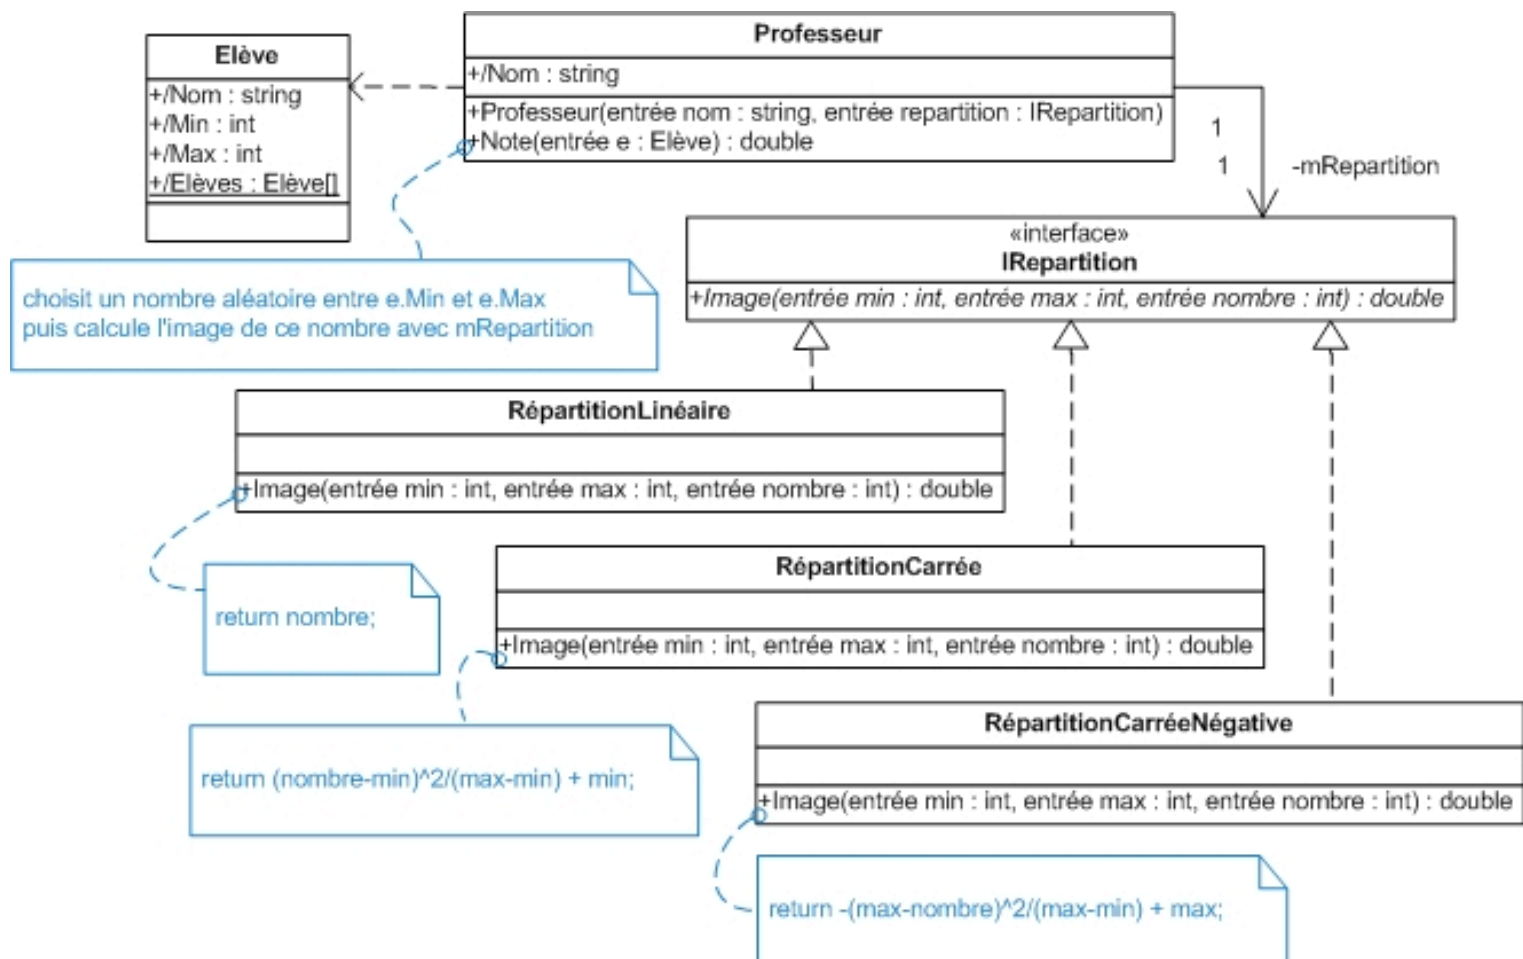 Elève
+/Nom : string
+/Min : int
+/Max : int
+/Elèves : Elève[]
Professeur
+/Nom : string
+Professeur(entrée nom : string, entrée repartition : IRepartition)
+Note(entrée e : Elève) : double
1
1
-mRepartition
choisit un nombre aléatoire entre e.Min et e.Max
puis calcule l'image de ce nombre avec mRepartition
«interface»
IRepartition
+Image(entrée min : int, entrée max : int, entrée nombre : int) : double
RépartitionLinéaire
+Image(entrée min : int, entrée max : int, entrée nombre : int) : double
return nombre;
RépartitionCarrée
+Image(entrée min : int, entrée max : int, entrée nombre : int) : double
return (nombre-min)^2/(max-min) + min;
RépartitionCarréeNégative
+Image(entrée min : int, entrée max : int, entrée nombre : int) : double
return -(max-nombre)^2/(max-min) + max;